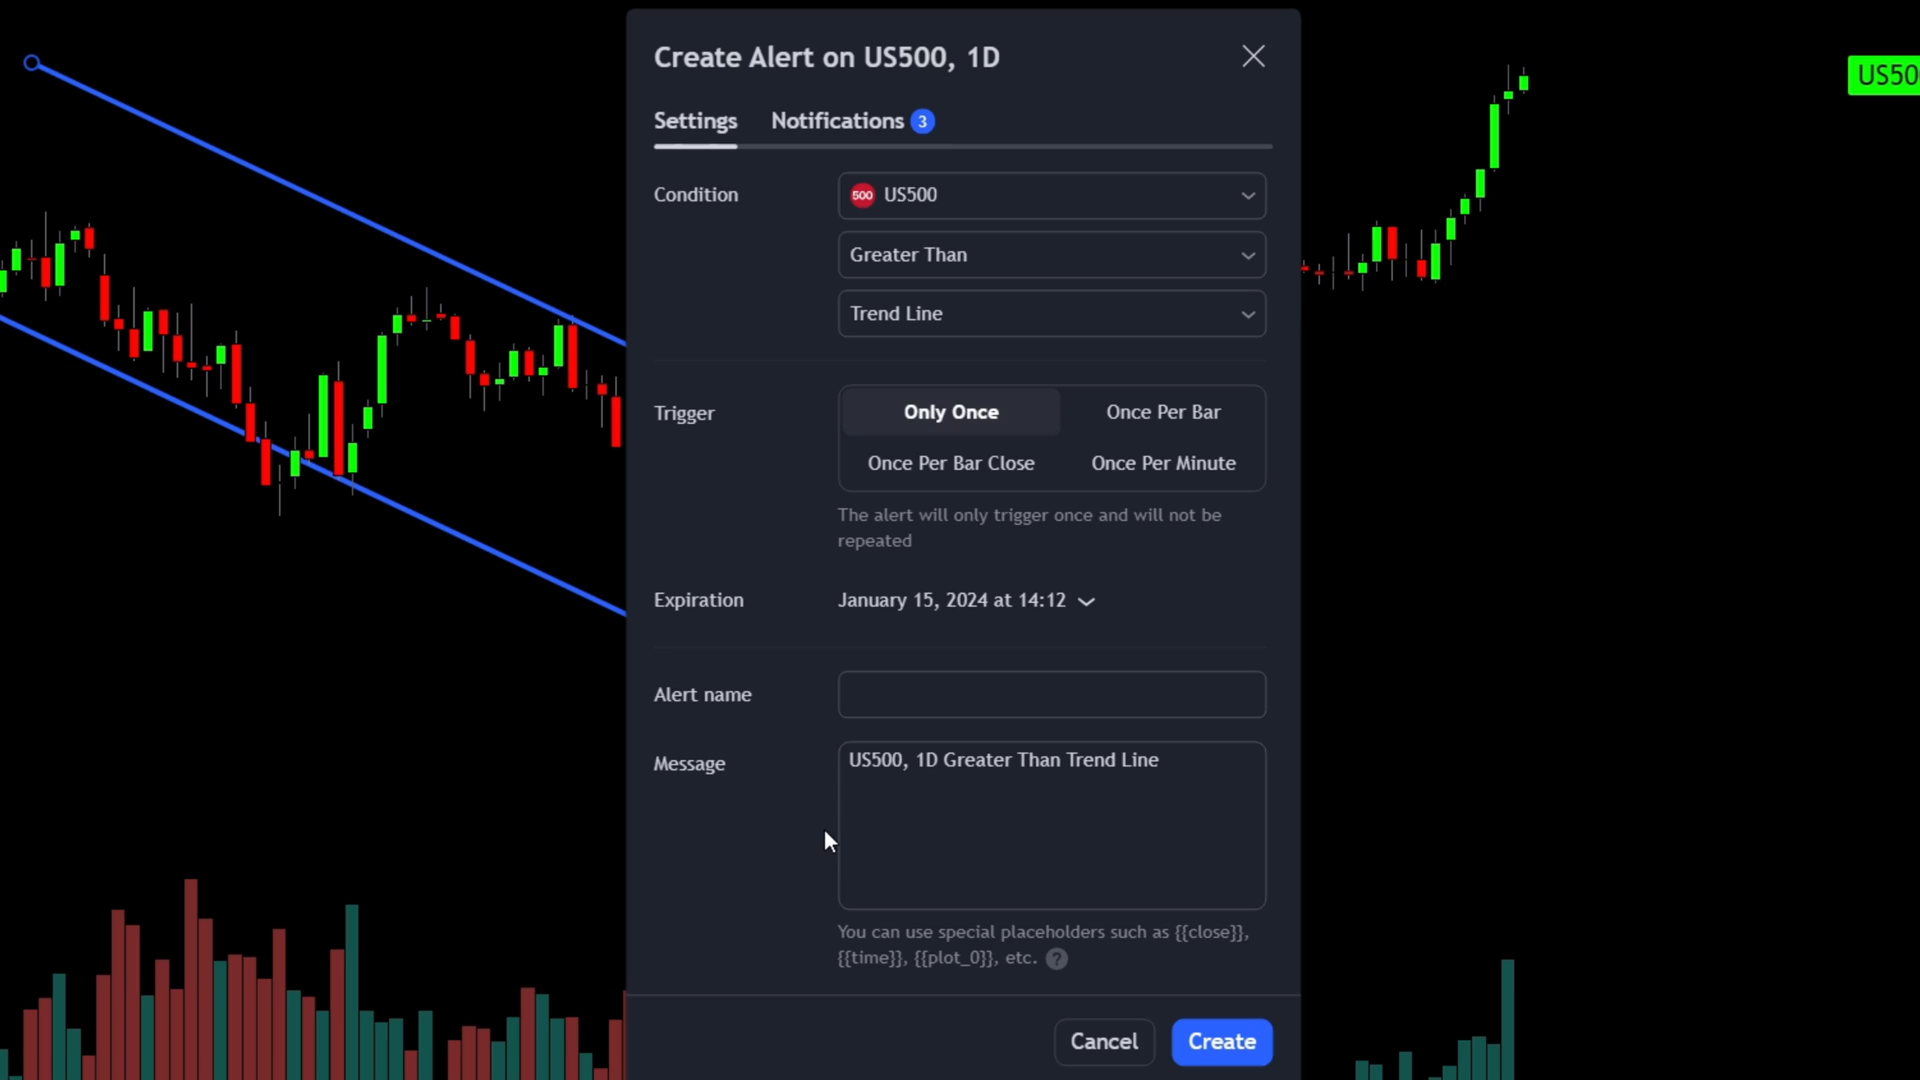 Create Alert on US500, 1D
US50
Settings Notifications 3
Condition 500 US500
Greater Than
Trend Line
Trigger Only Once Once Per Bar
Once Per Bar Close Once Per Minute
The alert will only trigger once and will not be
repeated
Expiration January 15, 2024 at 14:12
Alert name
Message US500, 1D Greater Than Trend Line
You can use special placeholders such as {{close}},
{{time}}, {{plot_0}}, etc. ?
Cancel Create